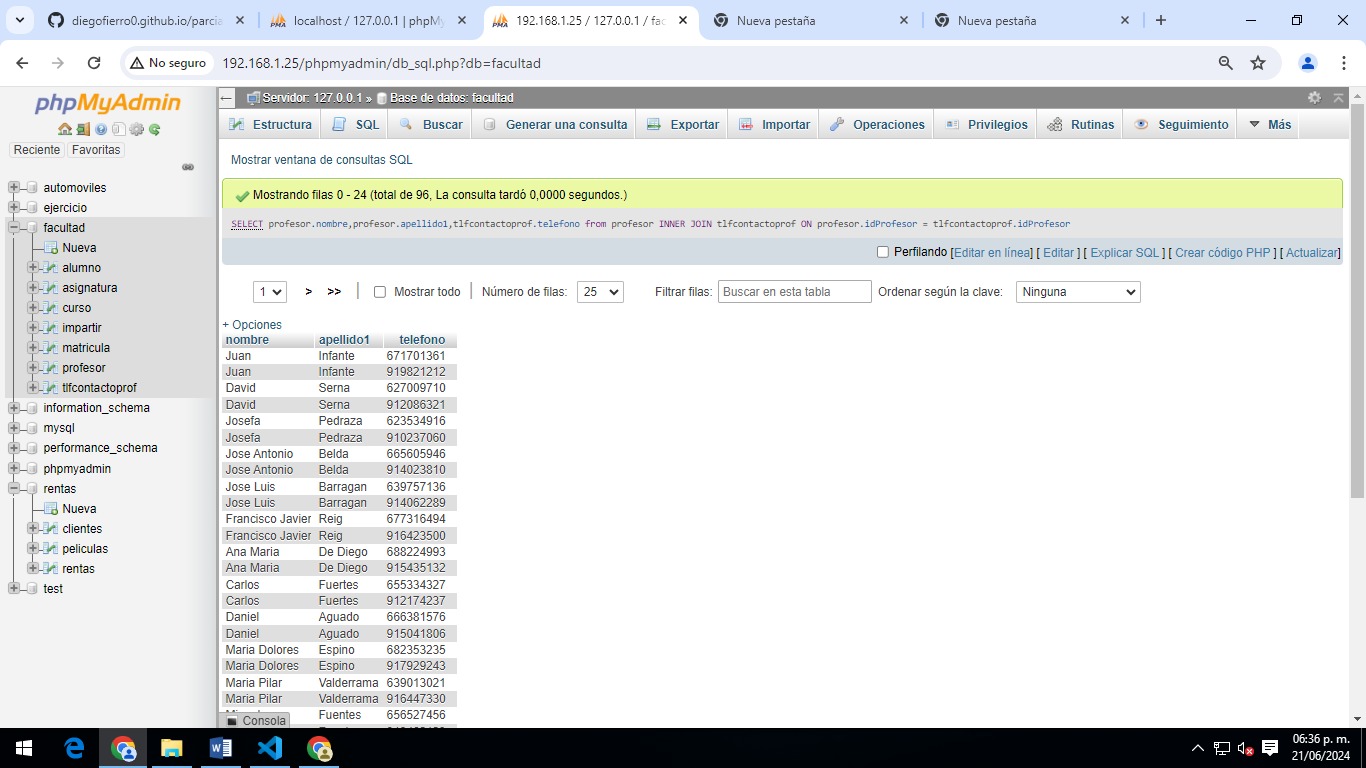 diegofierro0.github.io/parcia
localhost / 127.0.0.1 | phpMy
192.168.1.25 / 127.0.0.1 / fac
Nueva pestaña
Nueva pestaña
No seguro
192.168.1.25/phpmyadmin/db_sql.php?db=facultad
phpMyAdmin
Reciente
Favoritas
automoviles
ejercicio
facultad
Nueva
alumno
asignatura
curso
impartir
matricula
profesor
tlfcontactoprof
information_schema
mysql
performance_schema
phpmyadmin
rentas
Nueva
clientes
peliculas
rentas
test
Servidor: 127.0.0.1 » Base de datos: facultad
Estructura
SQL
Buscar
Generar una consulta
Exportar
Importar
Operaciones
Privilegios
Rutinas
Seguimiento
Más
Mostrar ventana de consultas SQL
Mostrando filas 0 - 24 (total de 96, La consulta tardó 0,0000 segundos.)
SELECT profesor.nombre,profesor.apellido1,tlfcontactoprof.telefono from profesor INNER JOIN tlfcontactoprof ON profesor.idProfesor = tlfcontactoprof.idProfesor
Perfilando [Editar en línea] [ Editar ] [ Explicar SQL ] [ Crear código PHP ] [ Actualizar]
1 > >> | Mostrar todo | Número de filas: 25 Filtrar filas: Buscar en esta tabla Ordenar según la clave: Ninguna
+ Opciones
nombre apellido1 telefono
Juan Infante 671701361
Juan Infante 919821212
David Serna 627009710
David Serna 912086321
Josefa Pedraza 623534916
Josefa Pedraza 910237060
Jose Antonio Belda 665605946
Jose Antonio Belda 914023810
Jose Luis Barragan 639757136
Jose Luis Barragan 914062289
Francisco Javier Reig 677316494
Francisco Javier Reig 916423500
Ana Maria De Diego 688224993
Ana Maria De Diego 915435132
Carlos Fuertes 655334327
Carlos Fuertes 912174237
Daniel Aguado 666381576
Daniel Aguado 915041806
Maria Dolores Espino 682353235
Maria Dolores Espino 917929243
Maria Pilar Valderrama 639013021
Maria Pilar Valderrama 916447330
Fuentes 656527456
Consola
06:36 p. m.
21/06/2024